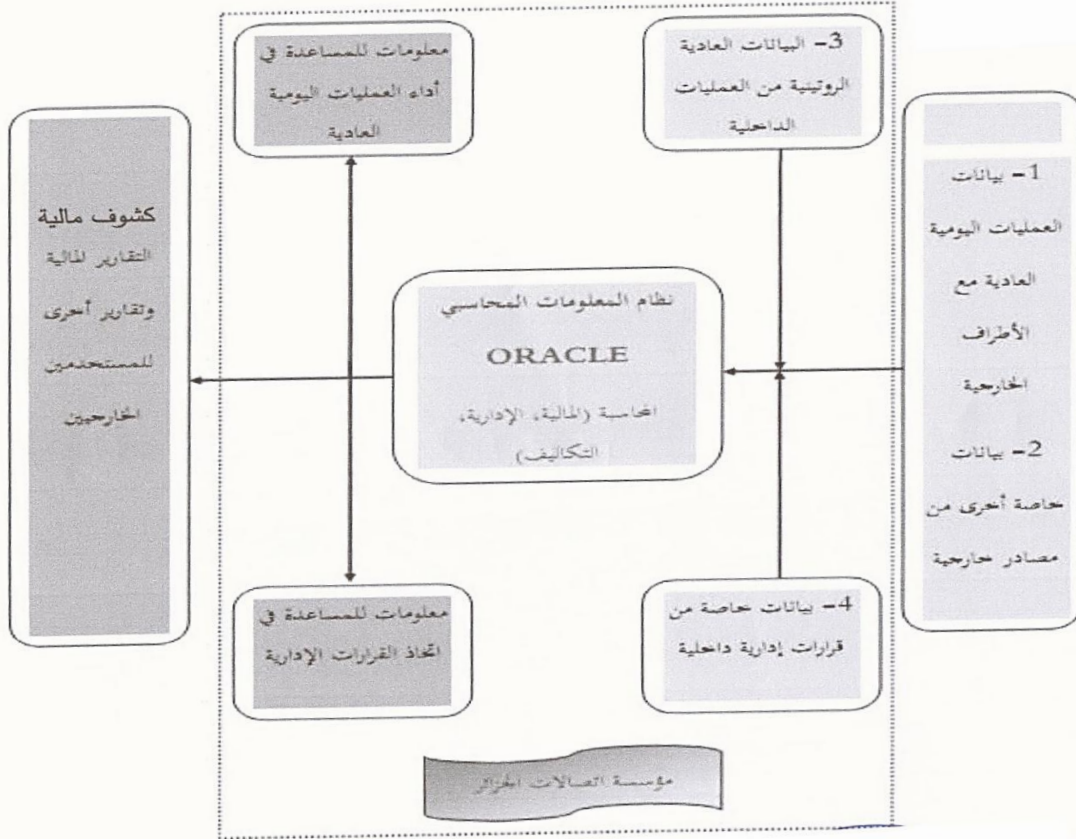 3- البيانات العادية
الروتينية من العمليات
الداخلية
معلومات للمساعدة في
أداء العمليات اليومية
العادية
1- بيانات
العمليات اليومية
العادية مع
الأطراف
الخارجية
2- بيانات
خاصة أخرى من
مصادر خارجية
نظام المعلومات المحاسبي
ORACLE
المحاسبة (المالية، الإدارية،
التكاليف)
كشوف مالية
التقارير المالية
وتقارير أخرى
للمستخدمين
الخارجيين
4- بيانات خاصة من
قرارات إدارية داخلية
معلومات للمساعدة في
اتخاذ القرارات الإدارية
مؤسسة اتصالات الجزائر